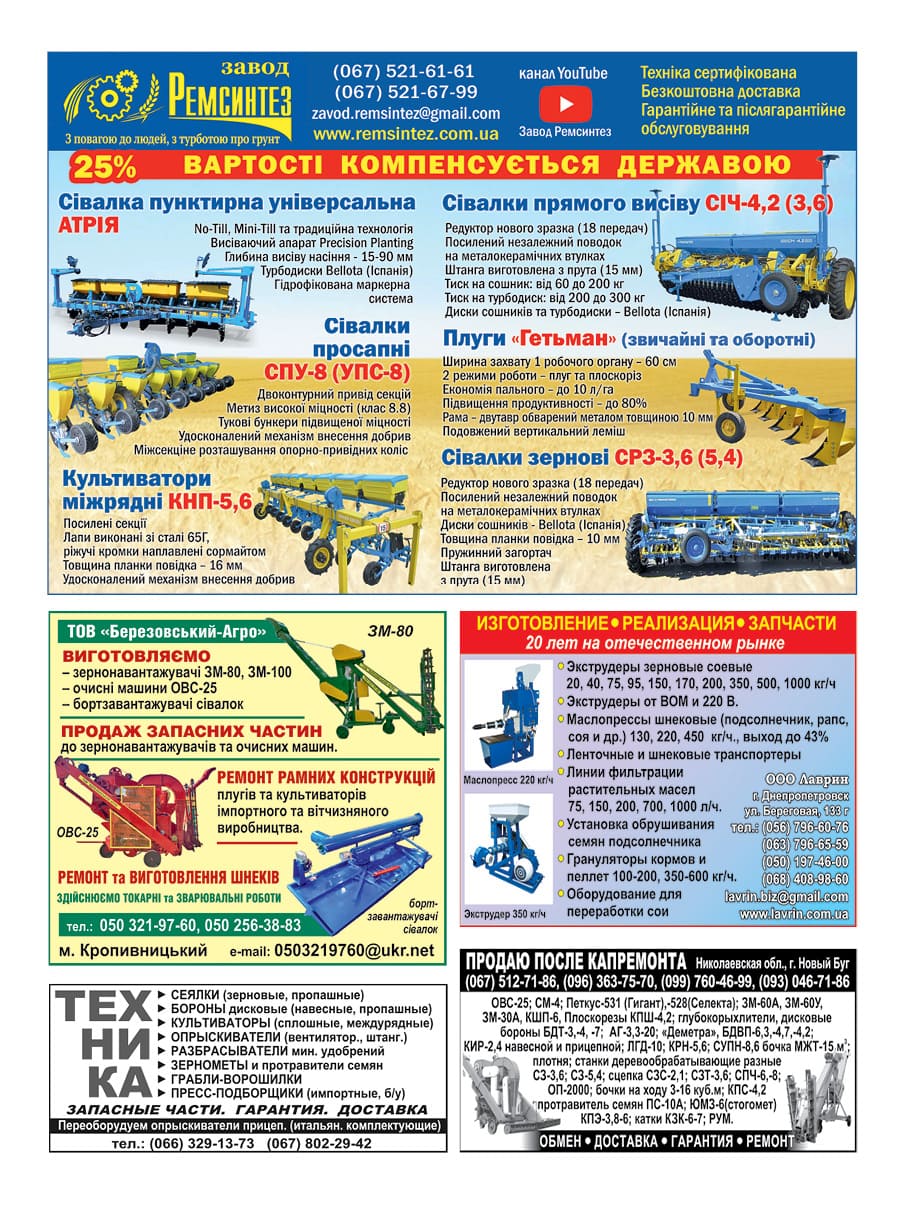 завод
Ремсинтез
З повагою до людей, з турботою про грунт
(067) 521-61-61
(067) 521-67-99
zavod.remsintez@gmail.com
www.remsintez.com.ua
канал YouTube
Завод Ремсинтез
Техніка сертифікована
Безкоштовна доставка
Гарантійне та післягарантійне
обслуговування
25% ВАРТОСТІ КОМПЕНСУЄТЬСЯ ДЕРЖАВОЮ
Сівалка пунктирна універсальна
АТРІЯ
No-Till, Mini-Till та традиційна технологія
Висіваючий апарат Precision Planting
Глибина висіву насіння - 15-90 мм
Турбодиски Bellota (Іспанія)
Гідрофікована маркерна
система
Сівалки
просапні
СПУ-8 (УПС-8)
Двоконтурний привід секцій
Метиз високої міцності (клас 8.8)
Тукові бункери підвищеної міцності
Удосконалений механізм внесення добрив
Міжсекціне розташування опорно-привідних коліс
Культиватори
міжрядні КНП-5,6
Посилені секції
Лапи виконані зі сталі 65Г,
ріжучі кромки наплавлені сормайтом
Товщина планки повідка – 16 мм
Удосконалений механізм внесення добрив
Сівалки прямого висіву СІЧ-4,2 (3,6)
Редуктор нового зразка (18 передач)
Посилений незалежний поводок
на металокерамічних втулках
Штанга виготовлена з прута (15 мм)
Тиск на сошник: від 60 до 200 кг
Тиск на турбодиск: від 200 до 300 кг
Диски сошників та турбодиски – Bellota (Іспанія)
Плуги «Гетьман» (звичайні та оборотні)
Ширина захвату 1 робочого органу – 60 см
2 режими роботи – плуг та плоскоріз
Економія пального – до 10 л/га
Підвищення продуктивності – до 80%
Рама – двутавр обварений металом товщиною 10 мм
Подовжений вертикальний леміш
Сівалки зернові СРЗ-3,6 (5,4)
Редуктор нового зразка (18 передач)
Посилений незалежний поводок
на металокерамічних втулках
Диски сошників - Bellota (Іспанія)
Товщина планки повідка – 10 мм
Пружинний загортач
Штанга виготовлена
з прута (15 мм)
ТОВ «Березовський-Агро»
ЗМ-80
ВИГОТОВЛЯЄМО
– зернонавантажувачі ЗМ-80, ЗМ-100
– очисні машини ОВС-25
– бортзавантажувачі сівалок
ПРОДАЖ ЗАПАСНИХ ЧАСТИН
до зернонавантажувачів та очисних машин.
РЕМОНТ РАМНИХ КОНСТРУКЦІЙ
плугів та культиваторів
імпортного та вітчизняного
виробництва.
ОВС-25
РЕМОНТ та ВИГОТОВЛЕННЯ ШНЕКІВ
ЗДІЙСНЮЄМО ТОКАРНІ та ЗВАРЮВАЛЬНІ РОБОТИ
борт-
завантажувачі
сівалок
тел.: 050 321-97-60, 050 256-38-83
м. Кропивницький e-mail: 0503219760@ukr.net
ИЗГОТОВЛЕНИЕ • РЕАЛИЗАЦИЯ • ЗАПЧАСТИ
20 лет на отечественном рынке
Маслопресс 220 кг/ч
Экструдер 350 кг/ч
• Экструдеры зерновые соевые
20, 40, 75, 95, 150, 170, 200, 350, 500, 1000 кг/ч
• Экструдеры от ВОМ и 220 В.
• Маслопрессы шнековые (подсолнечник, рапс,
соя и др.) 130, 220, 450 кг/ч., выход до 43%
• Ленточные и шнековые транспортеры
• Линии фильтрации
растительных масел
75, 150, 200, 700, 1000 л/ч.
• Установка обрушивания
семян подсолнечника
• Грануляторы кормов и
пеллет 100-200, 350-600 кг/ч.
• Оборудование для
переработки сои
ООО Лаврин
г. Днепропетровск
ул. Береговая, 133 г
тел.: (056) 796-60-76
(063) 796-65-59
(050) 197-46-00
(068) 408-98-60
lavrin.biz@gmail.com
www.lavrin.com.ua
ТЕХ
НИ
КА
► СЕЯЛКИ (зерновые, пропашные)
► БОРОНЫ дисковые (навесные, пропашные)
► КУЛЬТИВАТОРЫ (сплошные, междурядные)
► ОПРЫСКИВАТЕЛИ (вентилятор., штанг.)
► РАЗБРАСЫВАТЕЛИ мин. удобрений
► ЗЕРНОМЕТЫ и протравители семян
► ГРАБЛИ-ВОРОШИЛКИ
► ПРЕСС-ПОДБОРЩИКИ (импортные, б/у)
ЗАПАСНЫЕ ЧАСТИ. ГАРАНТИЯ. ДОСТАВКА
Переоборудуем опрыскиватели прицеп. (итальян. комплектующие)
тел.: (066) 329-13-73 (067) 802-29-42
ПРОДАЮ ПОСЛЕ КАПРЕМОНТА Николаевская обл., г. Новый Буг
(067) 512-71-86, (096) 363-75-70, (099) 760-46-99, (093) 046-71-86
ОВС-25; СМ-4; Петкус-531 (Гигант),-528(Селекта); ЗМ-60А, ЗМ-60У,
ЗМ-30А, КШП-6, Плоскорезы КПШ-4,2; глубокорыхлители, дисковые
бороны БДТ-3,-4, -7; АГ-3,3-20; «Деметра», БДВП-6,3,-4,7,-4,2;
КИР-2,4 навесной и прицепной; ЛГД-10; КРН-5,6; СУПН-8,6 бочка МЖТ-15 м³;
плотня; станки деревообрабатывающие разные
СЗ-3,6; СЗ-5,4; сцепка СЗС-2,1; СЗТ-3,6; СПЧ-6,-8;
ОП-2000; бочки на ходу 3-16 куб.м; КПС-4,2
протравитель семян ПС-10А; ЮМЗ-6(стогомет)
КПЭ-3,8-6; катки КЗК-6-7; РУМ.
ОБМЕН • ДОСТАВКА • ГАРАНТИЯ • РЕМОНТ